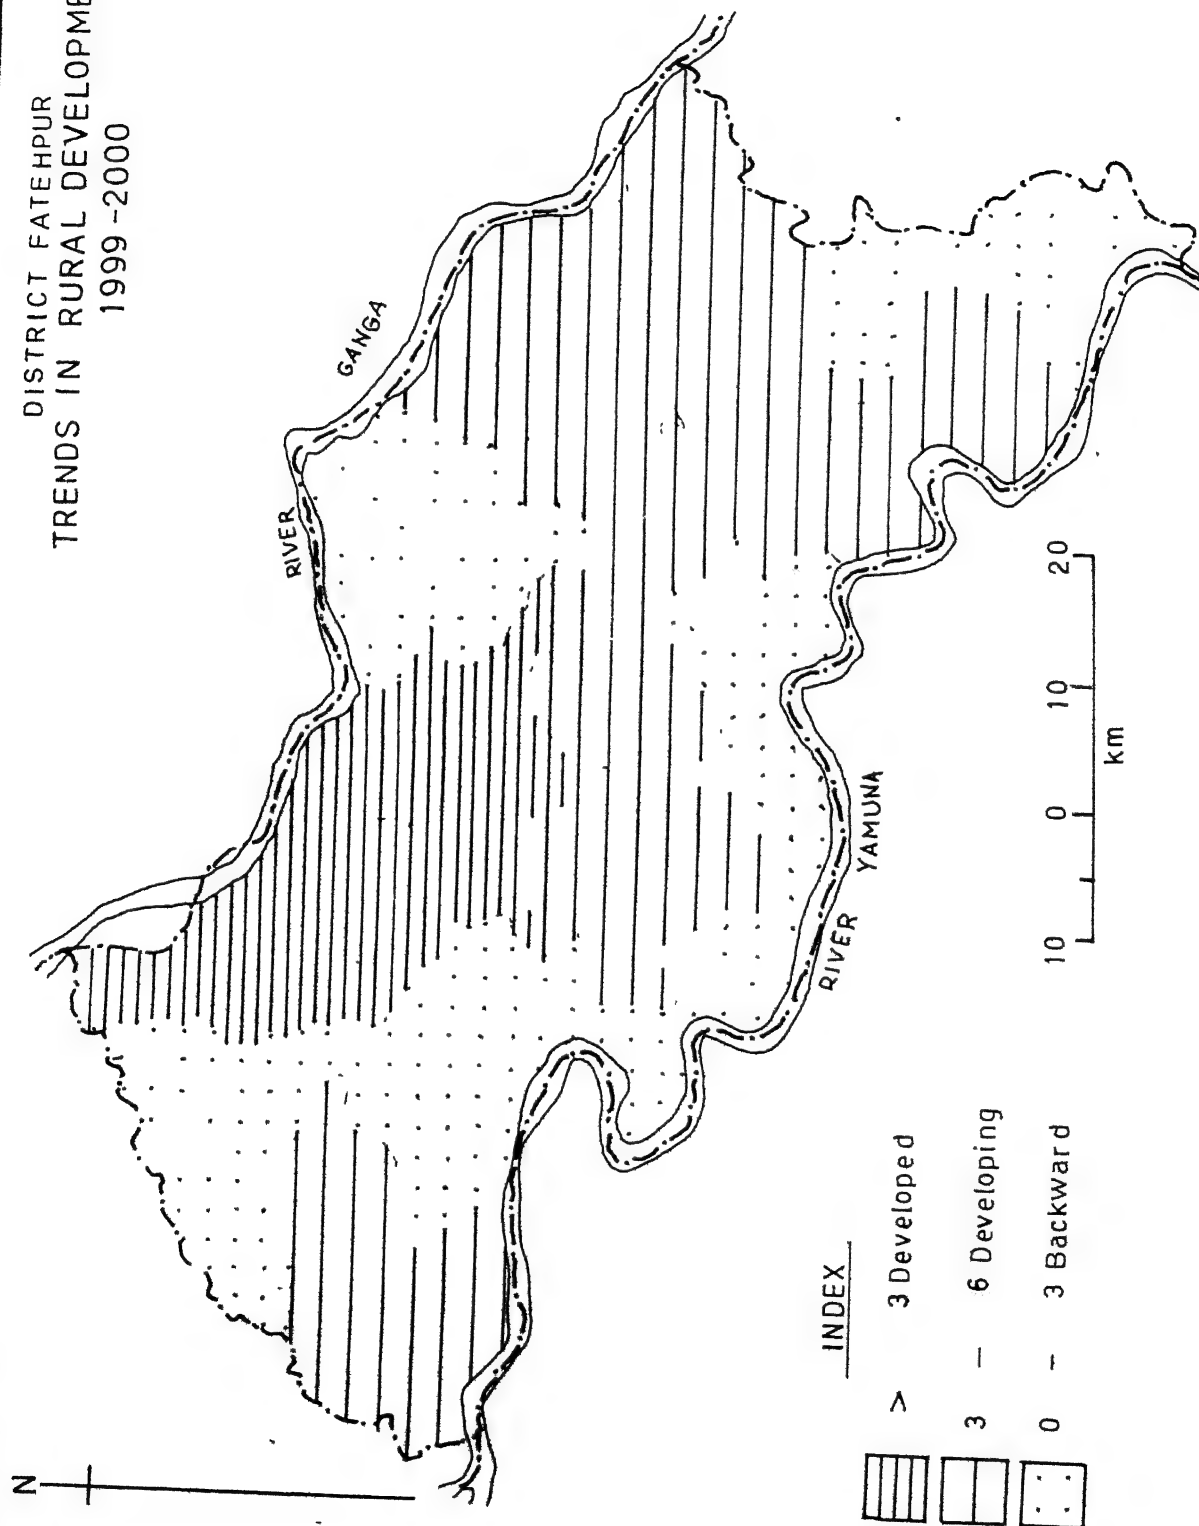 DISTRICT FATEHPUR
TRENDS IN RURAL DEVELOPME
1999-2000
N
GANGA
RIVER
RIVER
YAMUNA
INDEX
> 3 Developed
3 – 6 Developing
0 – 3 Backward
10 0 10 20
km